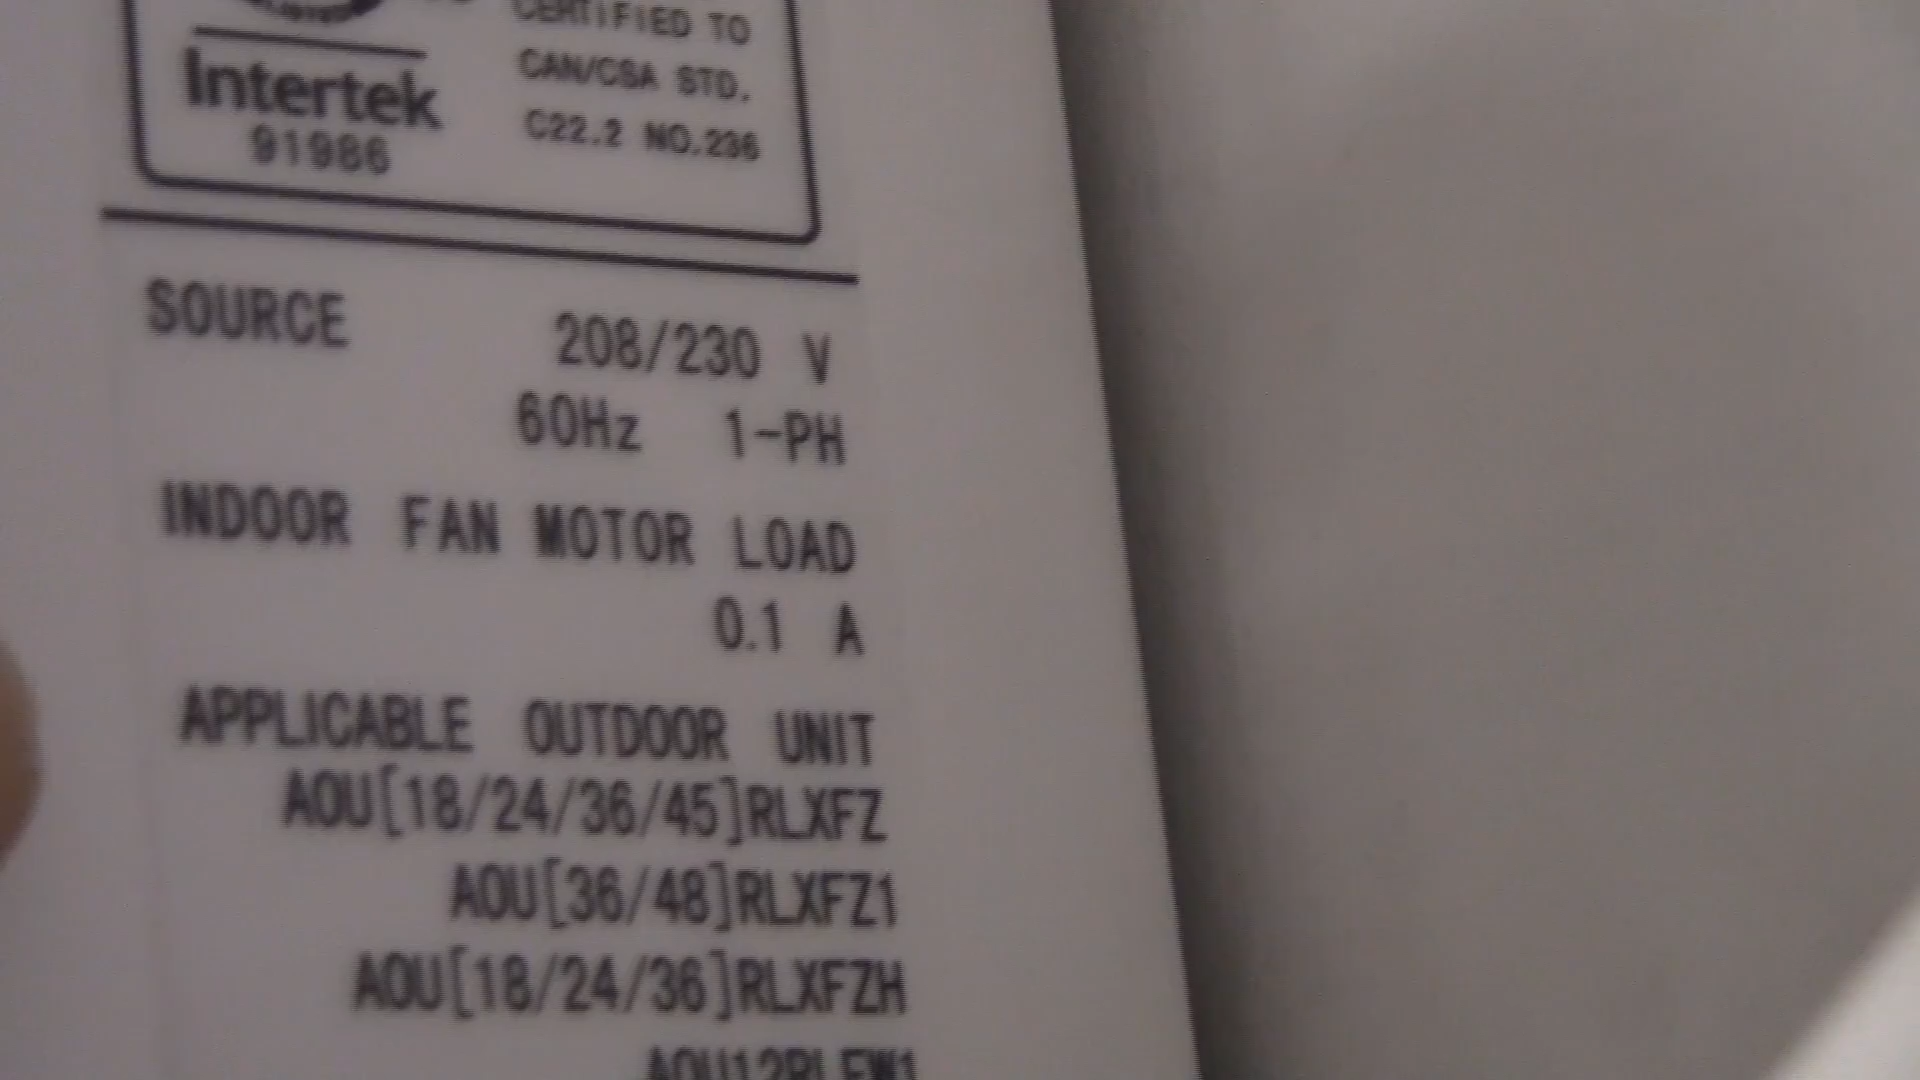 CERTIFIED TO
CAN/CSA STD.
C22.2 NO.236
Intertek
91986
SOURCE 208/230 V
60Hz 1-PH
INDOOR FAN MOTOR LOAD
0.1 A
APPLICABLE OUTDOOR UNIT
AOU[18/24/36/45]RLXFZ
AOU[36/48]RLXFZ1
AOU[18/24/36]RLXFZH